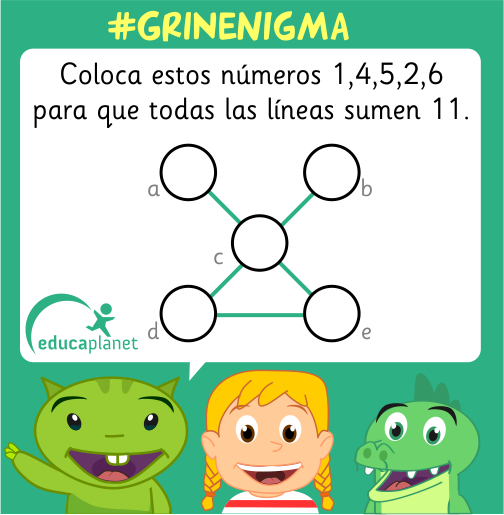 #GRINENIGMA
Coloca estos números 1,4,5,2,6
para que todas las líneas sumen 11.
a
b
c
d
e
educaplanet